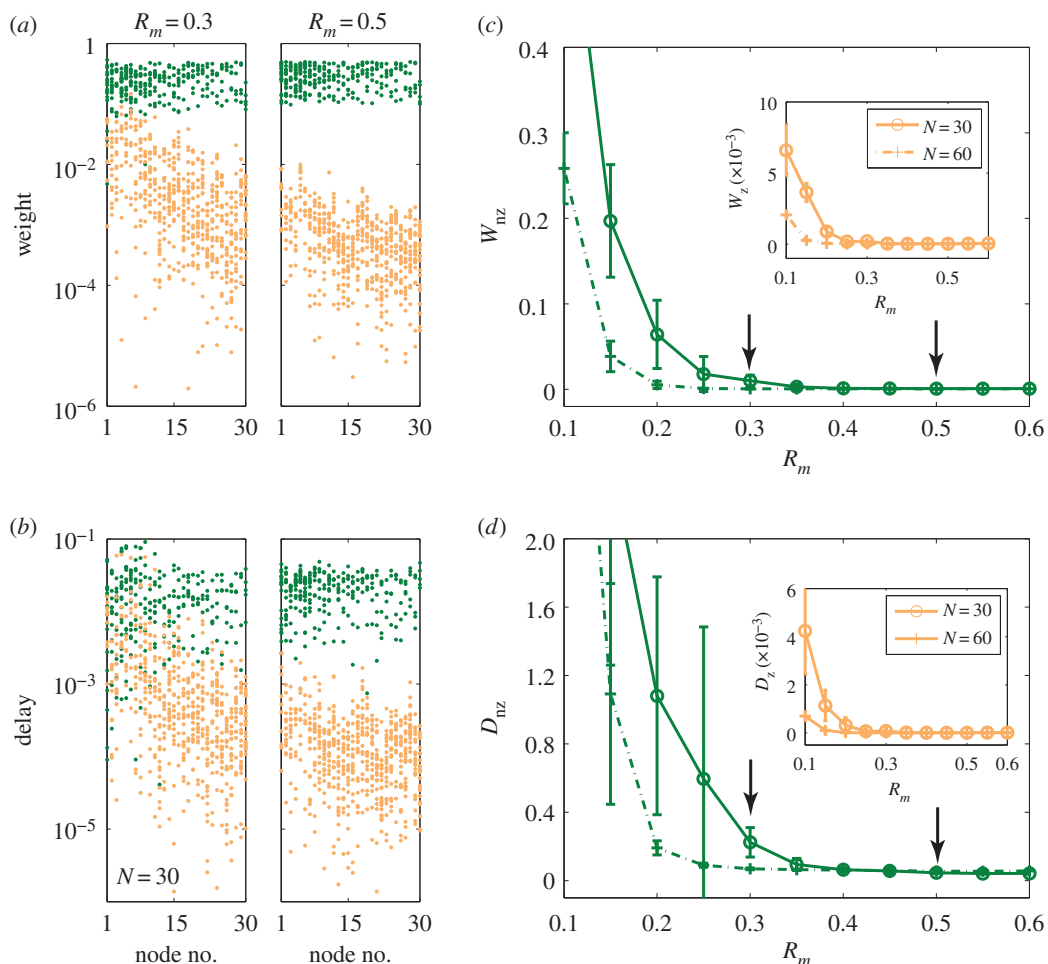 (a)
R_m = 0.3
R_m = 0.5
1
10⁻²
10⁻⁴
10⁻⁶
weight
1
15
30
1
15
30
(c)
0.4
0.3
0.2
0.1
0
W_nz
0.1
0.2
0.3
0.4
0.5
0.6
R_m
10
5
0
W_z (×10⁻³)
N = 30
N = 60
0.1
0.3
0.5
R_m
(b)
10⁻¹
10⁻³
10⁻⁵
delay
N = 30
1
15
30
1
15
30
node no.
node no.
(d)
2.0
1.6
1.2
0.8
0.4
0
D_nz
0.1
0.2
0.3
0.4
0.5
0.6
R_m
6
4
2
0
D_z (×10⁻³)
N = 30
N = 60
0.1
0.3
0.5
0.6
R_m